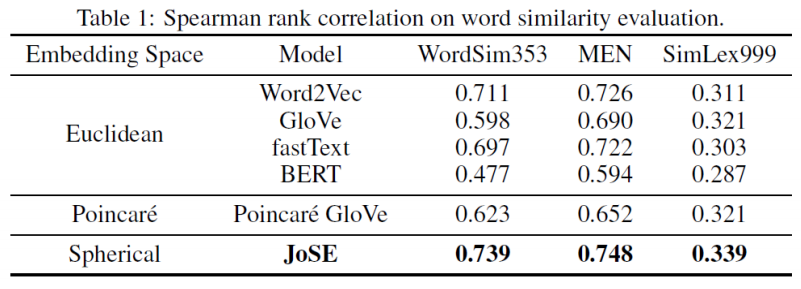 Table 1: Spearman rank correlation on word similarity evaluation.
Embedding Space Model WordSim353 MEN SimLex999
Euclidean
Word2Vec 0.711 0.726 0.311
GloVe 0.598 0.690 0.321
fastText 0.697 0.722 0.303
BERT 0.477 0.594 0.287
Poincaré Poincaré GloVe 0.623 0.652 0.321
Spherical JoSE 0.739 0.748 0.339